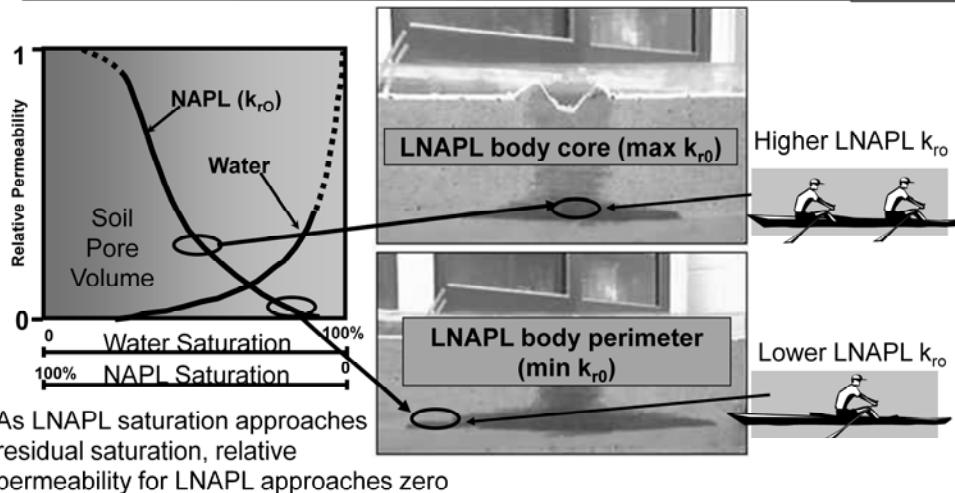 1
Relative Permeability
NAPL (kro)
Water
Soil
Pore
Volume
0
0
100%
Water Saturation
100%
NAPL Saturation
0
As LNAPL saturation approaches
residual saturation, relative
permeability for LNAPL approaches zero
LNAPL body core (max kr0)
LNAPL body perimeter
(min kr0)
Higher LNAPL kro
Lower LNAPL kro